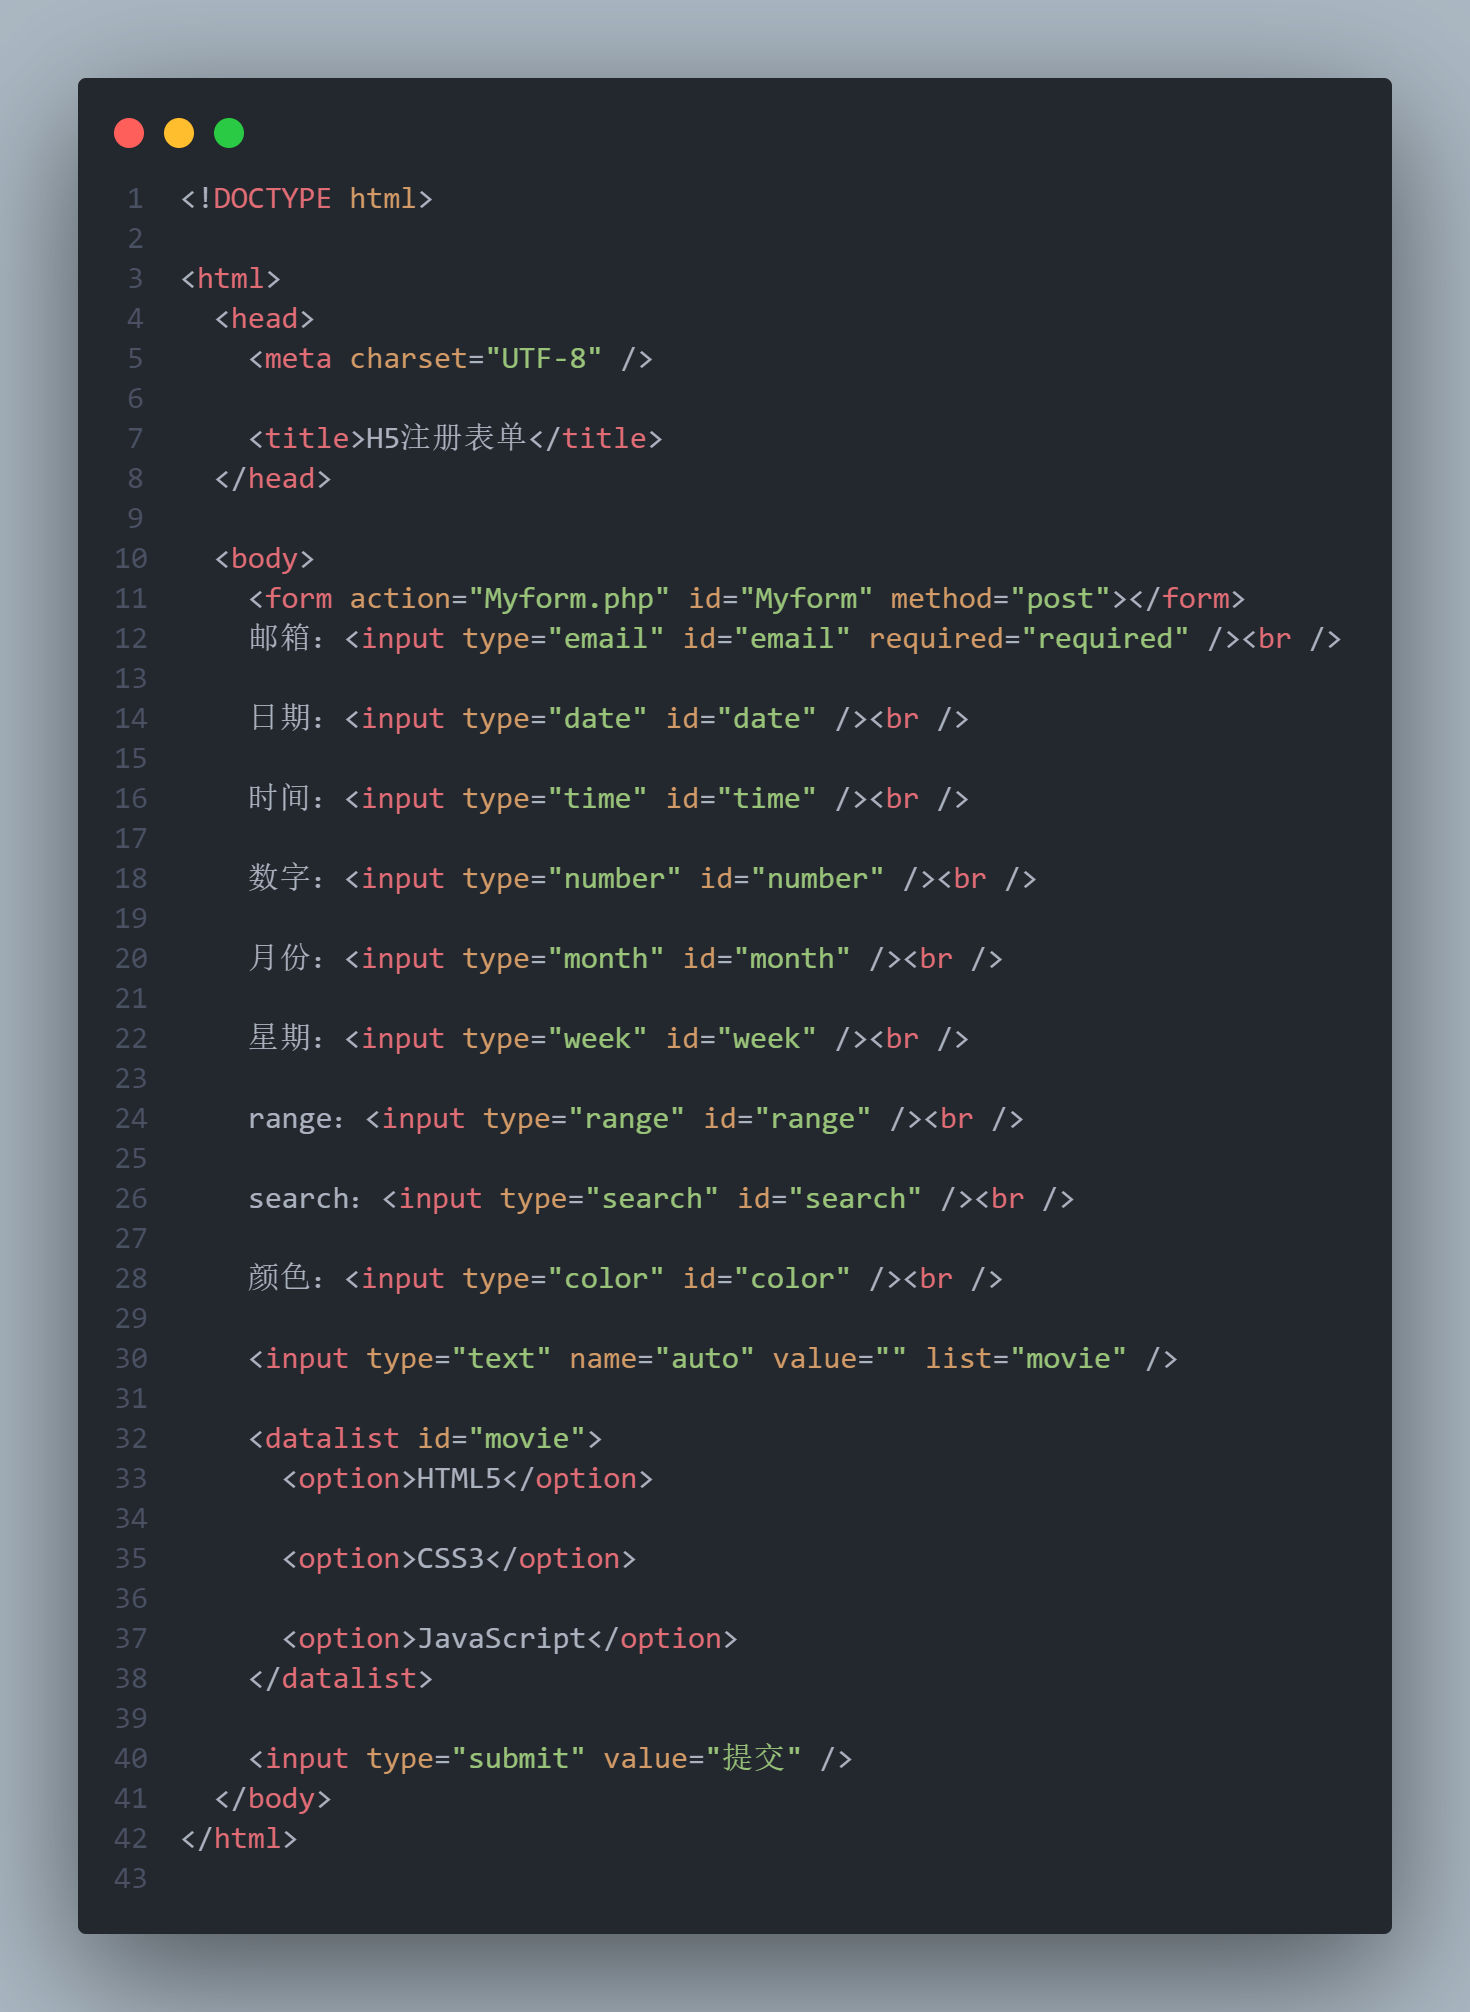 1 <!DOCTYPE html>
2
3 <html>
4   <head>
5     <meta charset="UTF-8" />
6
7     <title>H5注册表单</title>
8   </head>
9
10   <body>
11     <form action="Myform.php" id="Myform" method="post"></form>
12     邮箱：<input type="email" id="email" required="required" /><br />
13
14     日期：<input type="date" id="date" /><br />
15
16     时间：<input type="time" id="time" /><br />
17
18     数字：<input type="number" id="number" /><br />
19
20     月份：<input type="month" id="month" /><br />
21
22     星期：<input type="week" id="week" /><br />
23
24     range：<input type="range" id="range" /><br />
25
26     search：<input type="search" id="search" /><br />
27
28     颜色：<input type="color" id="color" /><br />
29
30     <input type="text" name="auto" value="" list="movie" />
31
32     <datalist id="movie">
33       <option>HTML5</option>
34
35       <option>CSS3</option>
36
37       <option>JavaScript</option>
38     </datalist>
39
40     <input type="submit" value="提交" />
41   </body>
42 </html>
43